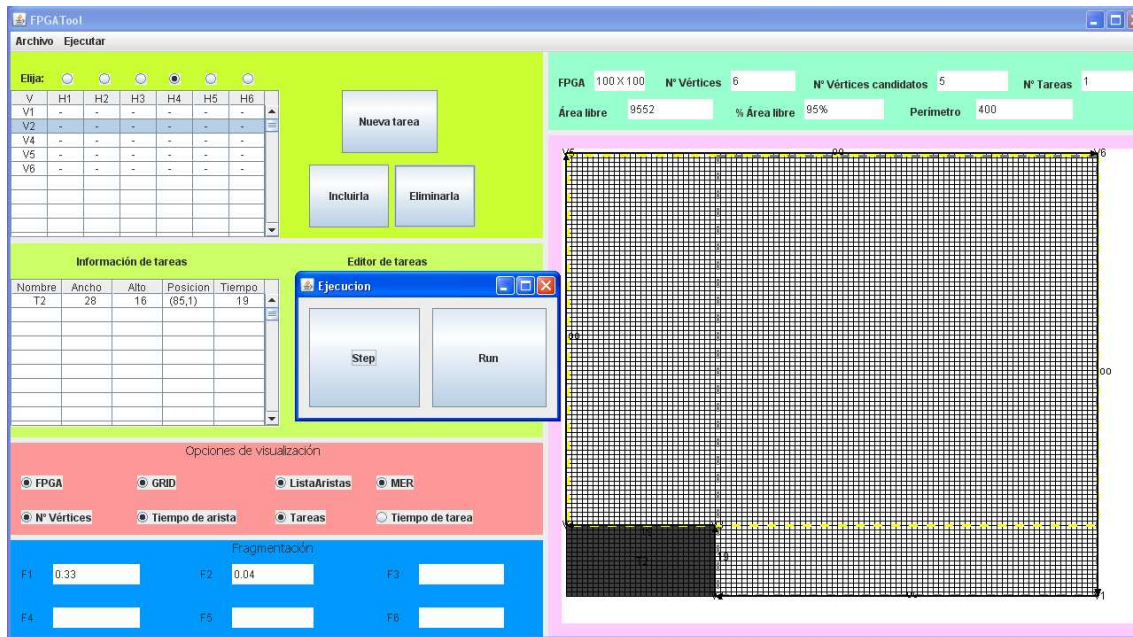 FPGATool
Archivo Ejecutar
Elija:
V H1 H2 H3 H4 H5 H6
V1 - - - - - -
V2 - - - - - -
V4 - - - - - -
V5 - - - - - -
V6 - - - - - -
Nueva tarea
Incluirla Eliminarla
FPGA 100 X 100 Nº Vértices 6 Nº Vértices candidatos 5 Nº Tareas 1
Área libre 9552 % Área libre 95% Perímetro 400
Información de tareas
Nombre Ancho Alto Posicion Tiempo
T2 28 16 (85,1) 19
Editor de tareas
Ejecucion
Step Run
Opciones de visualización
FPGA GRID ListaAristas MER
Nº Vértices Tiempo de arista Tareas Tiempo de tarea
Fragmentación
F1 0.33 F2 0.04 F3
F4 F5 F6
V6
19
T2